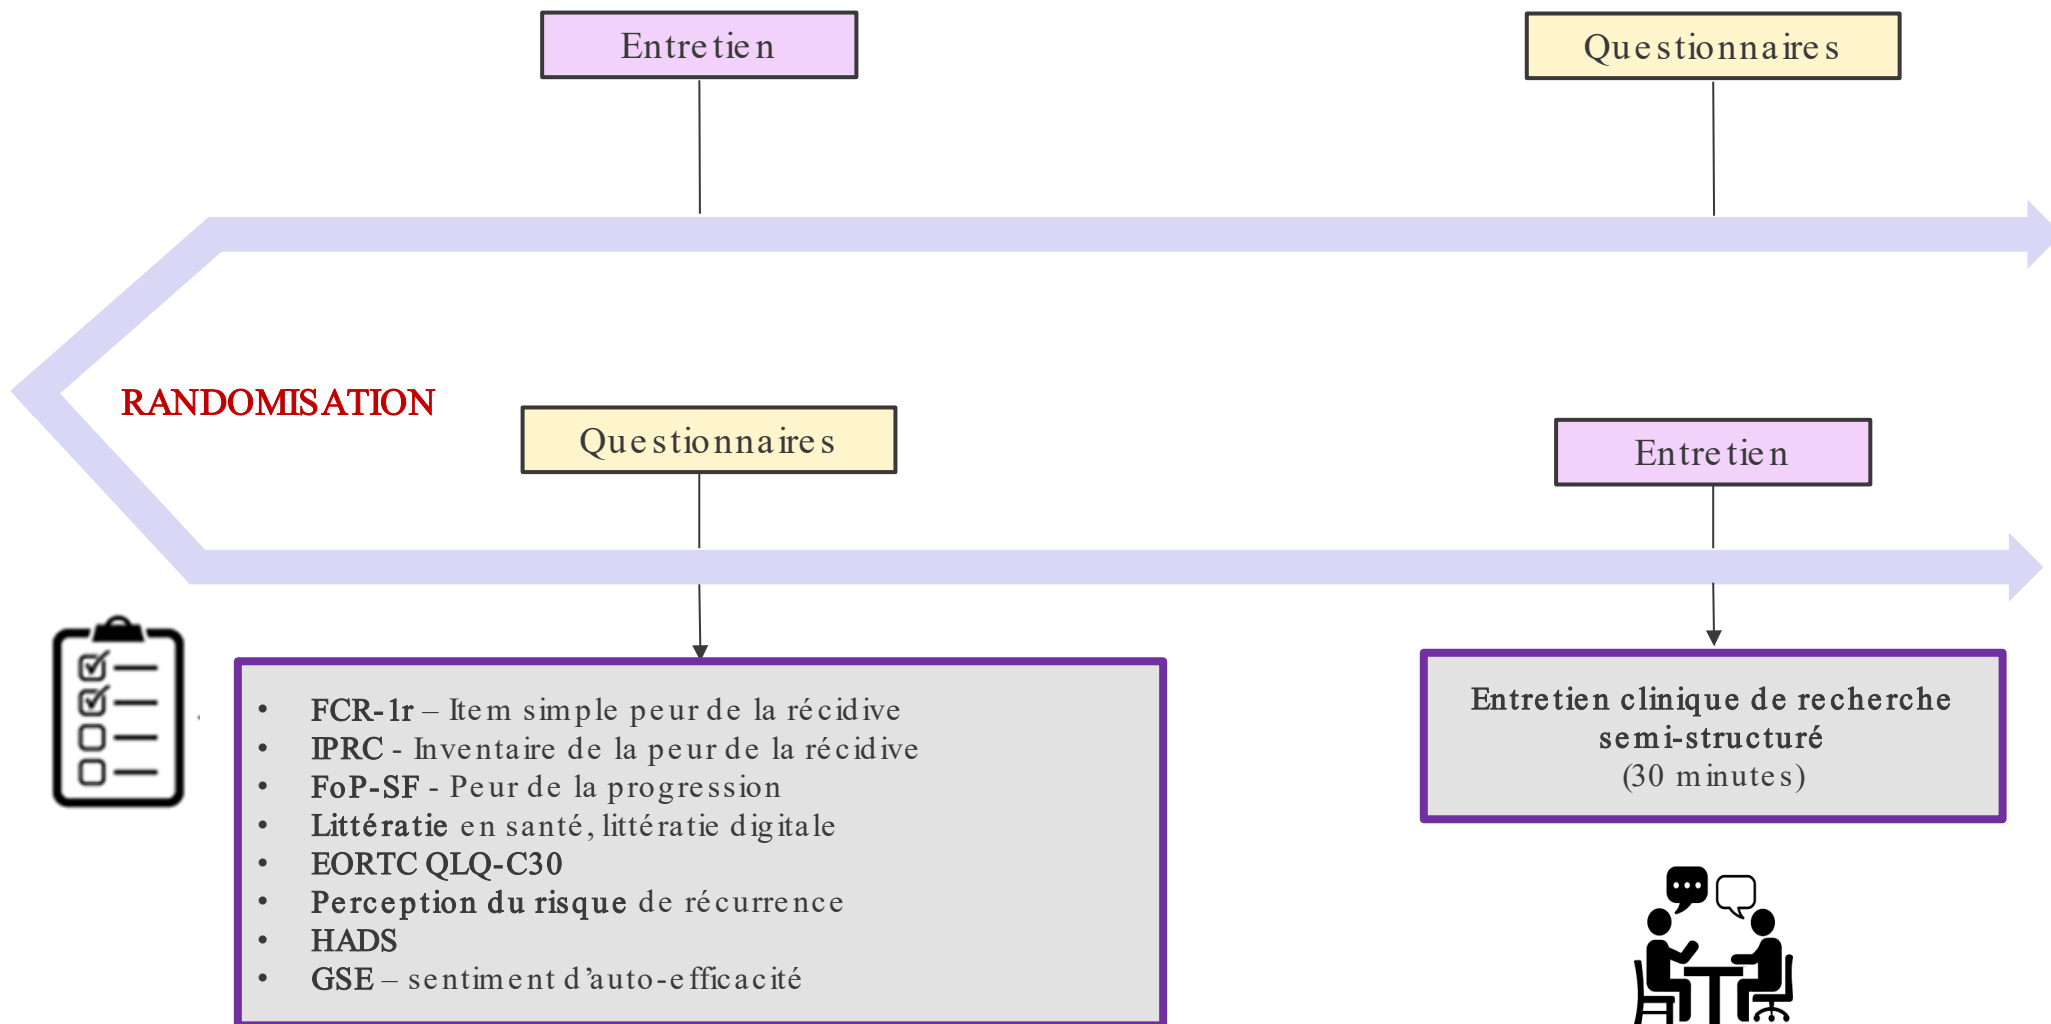 Entretien
Questionnaires
RANDOMISATION
Questionnaires
Entretien
• FCR-1r – Item simple peur de la récidive
• IPRC - Inventaire de la peur de la récidive
• FoP-SF - Peur de la progression
• Littératie en santé, littératie digitale
• EORTC QLQ-C30
• Perception du risque de récurrence
• HADS
• GSE – sentiment d’auto-efficacité
Entretien clinique de recherche
semi-structuré
(30 minutes)